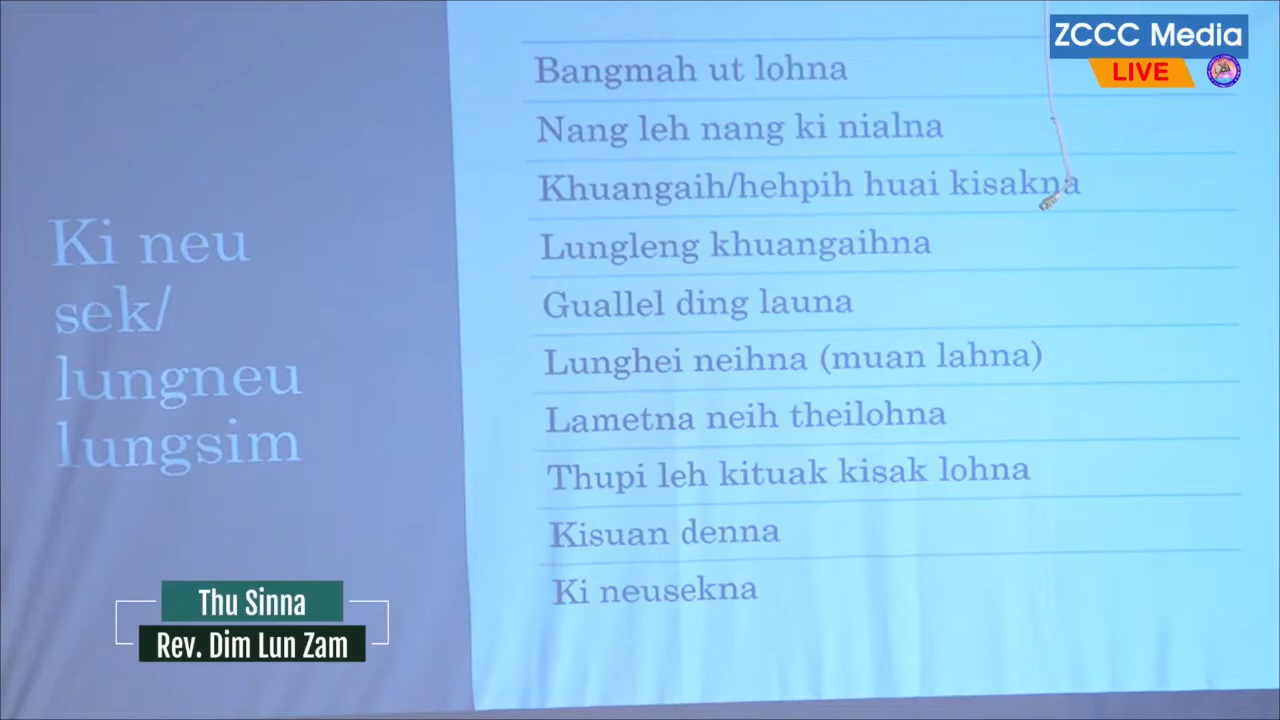 ZCCC Media
LIVE
Ki neu
sek/
lungneu
lungsim
Bangmah ut lohna
Nang leh nang ki nialna
Khuangaih/hehpih huai kisakna
Lungleng khuangaihna
Guallel ding launa
Lunghei neihna (muan lahna)
Lametna neih theilohna
Thupi leh kituak kisak lohna
Kisuan denna
Ki neusekna
Thu Sinna
Rev. Dim Lun Zam